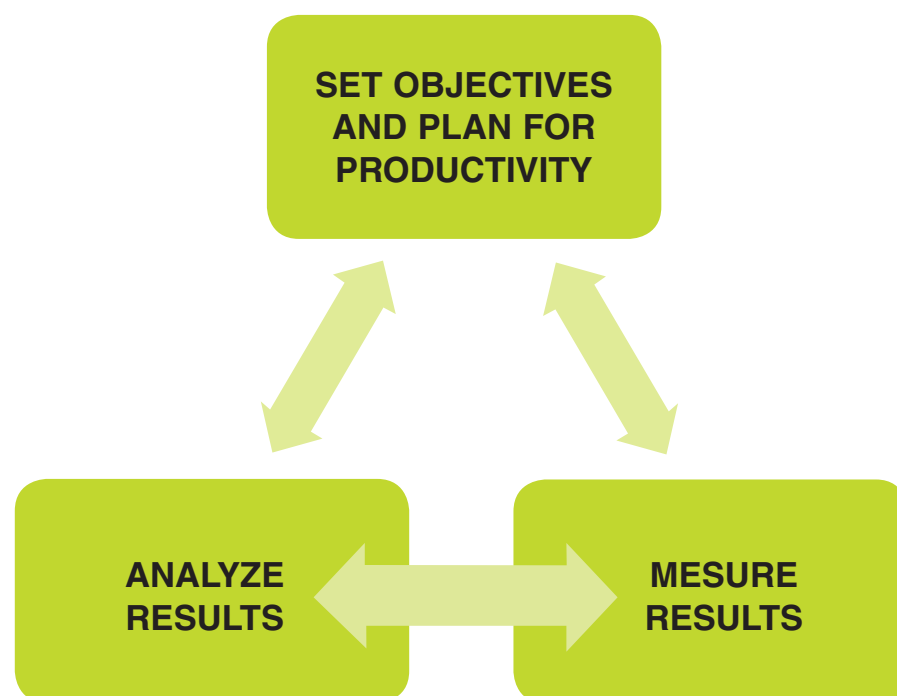 SET OBJECTIVES
AND PLAN FOR
PRODUCTIVITY
ANALYZE
RESULTS
MESURE
RESULTS